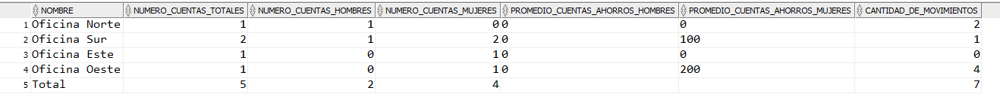 NOMBRE NUMERO_CUENTAS_TOTALES NUMERO_CUENTAS_HOMBRES NUMERO_CUENTAS_MUJERES PROMEDIO_CUENTAS_AHORROS_HOMBRES PROMEDIO_CUENTAS_AHORROS_MUJERES CANTIDAD_DE_MOVIMIENTOS
1 Oficina Norte 1 1 0 0 0 2
2 Oficina Sur 2 1 2 0 100 1
3 Oficina Este 1 0 1 0 0 0
4 Oficina Oeste 1 0 1 0 200 4
5 Total 5 2 4 7